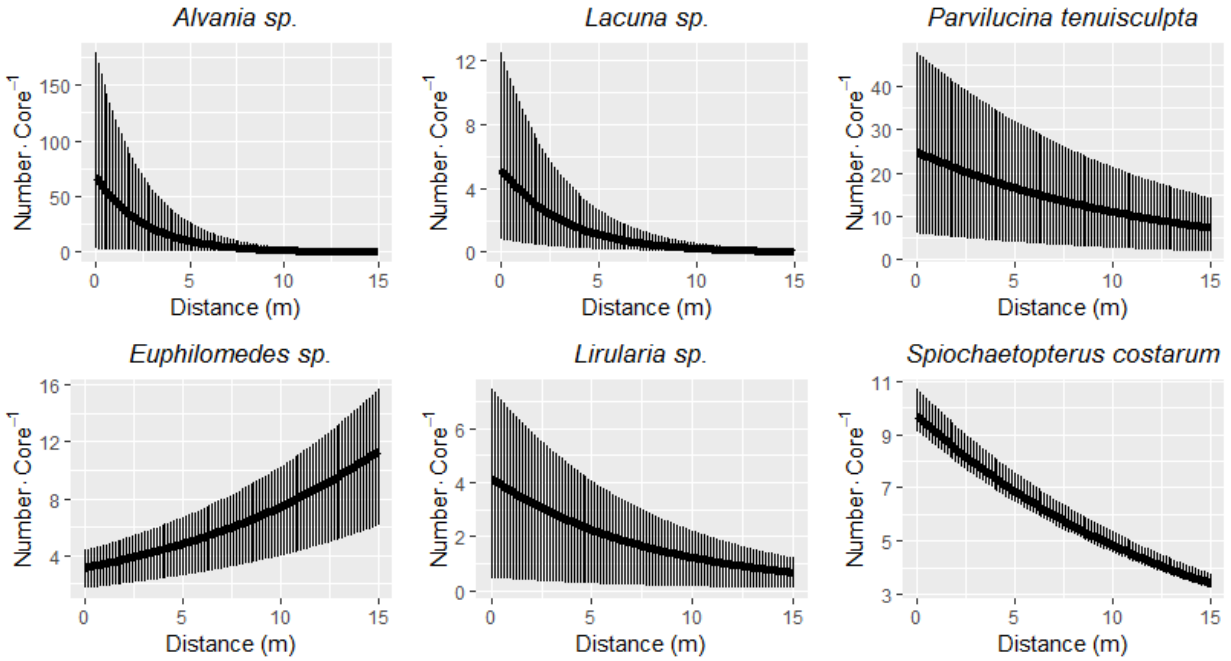 Alvania sp.
Number · Core⁻¹
150
100
50
0
0 5 10 15
Distance (m)
Lacuna sp.
Number · Core⁻¹
12
8
4
0
0 5 10 15
Distance (m)
Parvilucina tenuisculpta
Number · Core⁻¹
40
30
20
10
0
0 5 10 15
Distance (m)
Euphilomedes sp.
Number · Core⁻¹
16
12
8
4
0 5 10 15
Distance (m)
Lirularia sp.
Number · Core⁻¹
6
4
2
0
0 5 10 15
Distance (m)
Spiochaetopterus costarum
Number · Core⁻¹
11
9
7
5
3
0 5 10 15
Distance (m)